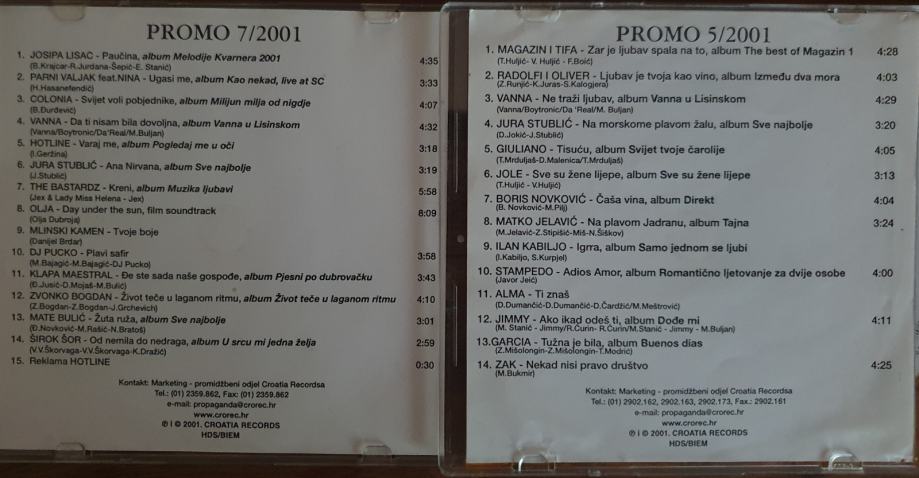 PROMO 7/2001
1. JOSIPA LISAC - Paučina, album Melodije Kvarnera 2001 4:35
(B.Krajcar-R.Jurdana-Šepić-E. Stanić)
2. PARNI VALJAK feat.NINA - Ugasi me, album Kao nekad, live at SC 3:33
(H.Hasanefendić)
3. COLONIA - Svijet voli pobjednike, album Milijun milja od nigdje 4:07
(B.Đurđević)
4. VANNA - Da ti nisam bila dovoljna, album Vanna u Lisinskom 4:32
(Vanna/Boytronic/Da'Real/M.Buljan)
5. HOTLINE - Varaj me, album Pogledaj me u oči 3:18
(I.Geržina)
6. JURA STUBLIĆ - Ana Nirvana, album Sve najbolje 3:19
(J.Stublić)
7. THE BASTARDZ - Kreni, album Muzika ljubavi 5:58
(Jex & Lady Miss Helena - Jex)
8. OLJA - Day under the sun, film soundtrack 8:09
(Olja Dubroja)
9. MLINSKI KAMEN - Tvoje boje
(Danijel Brdar)
10. DJ PUCKO - Plavi safir 3:58
(M.Bajagić-M.Bajagić-DJ Pucko)
11. KLAPA MAESTRAL - Đe ste sada naše gospođe, album Pjesni po dubrovačku 3:43
(Đ.Jusić-D.Mojaš-M.Bulić)
12. ZVONKO BOGDAN - Život teče u laganom ritmu, album Život teče u laganom ritmu 4:10
(Z.Bogdan-Z.Bogdan-J.Grchevich)
13. MATE BULIĆ - Žuta ruža, album Sve najbolje 3:01
(Đ.Novković-M.Rašić-N.Bratoš)
14. ŠIROK ŠOR - Od nemila do nedraga, album U srcu mi jedna želja 2:59
(V.V.Škorvaga-V.V.Škorvaga-K.Dražić)
15. Reklama HOTLINE 0:30
Kontakt: Marketing - promidžbeni odjel Croatia Recordsa
Tel.: (01) 2359.862, Fax: (01) 2359.862
e-mail: propaganda@crorec.hr
www.crorec.hr
℗ i © 2001. CROATIA RECORDS
HDS/BIEM
PROMO 5/2001
1. MAGAZIN I TIFA - Zar je ljubav spala na to, album The best of Magazin 1 4:28
(T.Huljić- V. Huljić - F.Boić)
2. RADOLFI I OLIVER - Ljubav je tvoja kao vino, album Između dva mora 4:03
(Z.Runjić-K.Juras-S.Kalogjera)
3. VANNA - Ne traži ljubav, album Vanna u Lisinskom 4:29
(Vanna/Boytronic/Da 'Real/M. Buljan)
4. JURA STUBLIĆ - Na morskome plavom žalu, album Sve najbolje 3:20
(D.Jokić-J.Stublić)
5. GIULIANO - Tisuću, album Svijet tvoje čarolije 4:05
(T.Mrduljaš-D.Malenica/T.Mrduljaš)
6. JOLE - Sve su žene lijepe, album Sve su žene lijepe 3:13
(T.Huljić - V.Huljić)
7. BORIS NOVKOVIĆ - Čaša vina, album Direkt 4:04
(B. Novković-M.Pilj)
8. MATKO JELAVIĆ - Na plavom Jadranu, album Tajna 3:24
(M.Jelavić-Z.Stipišić-Miš-N.Šiškov)
9. ILAN KABILJO - Igrra, album Samo jednom se ljubi
(I.Kabiljo, S.Kurpjel)
10. STAMPEDO - Adios Amor, album Romantično ljetovanje za dvije osobe 4:00
(Javor Jeić)
11. ALMA - Ti znaš
(D.Dumančić-D.Dumančić-D.Čardžić/M.Meštrović)
12. JIMMY - Ako ikad odeš ti, album Dođe mi 4:11
(M. Stanić - Jimmy/R.Ćurin- R.Ćurin/M.Stanić - Jimmy - M.Buljan)
13.GARCIA - Tužna je bila, album Buenos dias
(Z.Mišolongin-Z.Mišolongin-T.Modrić)
14. ZAK - Nekad nisi pravo društvo 4:25
(M.Bukmir)
Kontakt: Marketing - promidžbeni odjel Croatia Recordsa
Tel.: (01) 2902.162, 2902.163, 2902.173, Fax.: 2902.161
e-mail: propaganda@crorec.hr
www.crorec.hr
℗ i © 2001. CROATIA RECORDS
HDS/BIEM